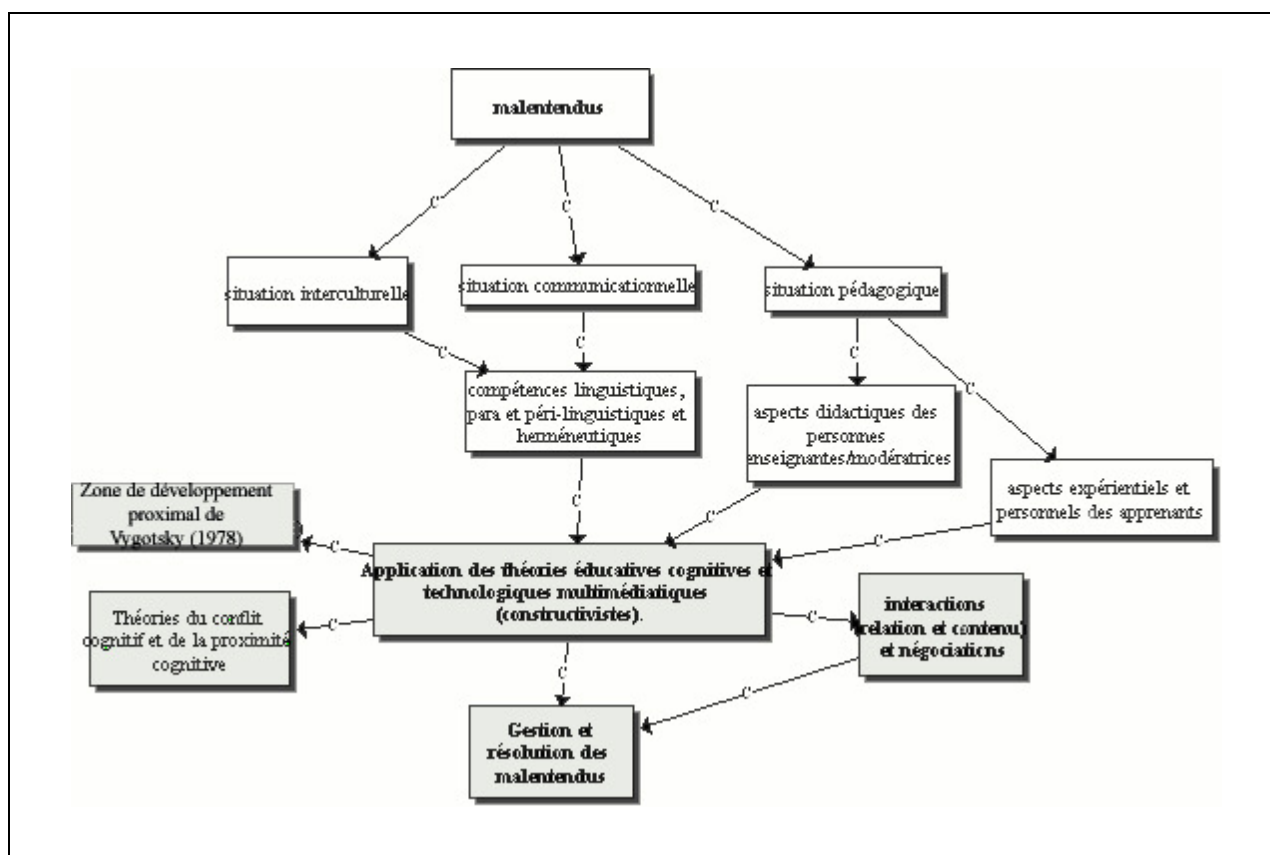 malentendus
c
c
c
situation interculturelle
situation communicationnelle
situation pédagogique
c
c
c
c
compétences linguistiques,
para et péri-linguistiques et
herméneutiques
aspects didactiques des
personnes
enseignantes/modératrices
aspects expérientiels et
personnels des apprenants
Zone de développement
proximal de
Vygotsky (1978)
c
c
c
c
Application des théories éducatives cognitives et
technologiques multimédiatiques
(constructivistes).
Théories du conflit
cognitif et de la proximité
cognitive
c
c
interactions
(relation et contenu)
et négociations
c
c
Gestion et
résolution des
malentendus